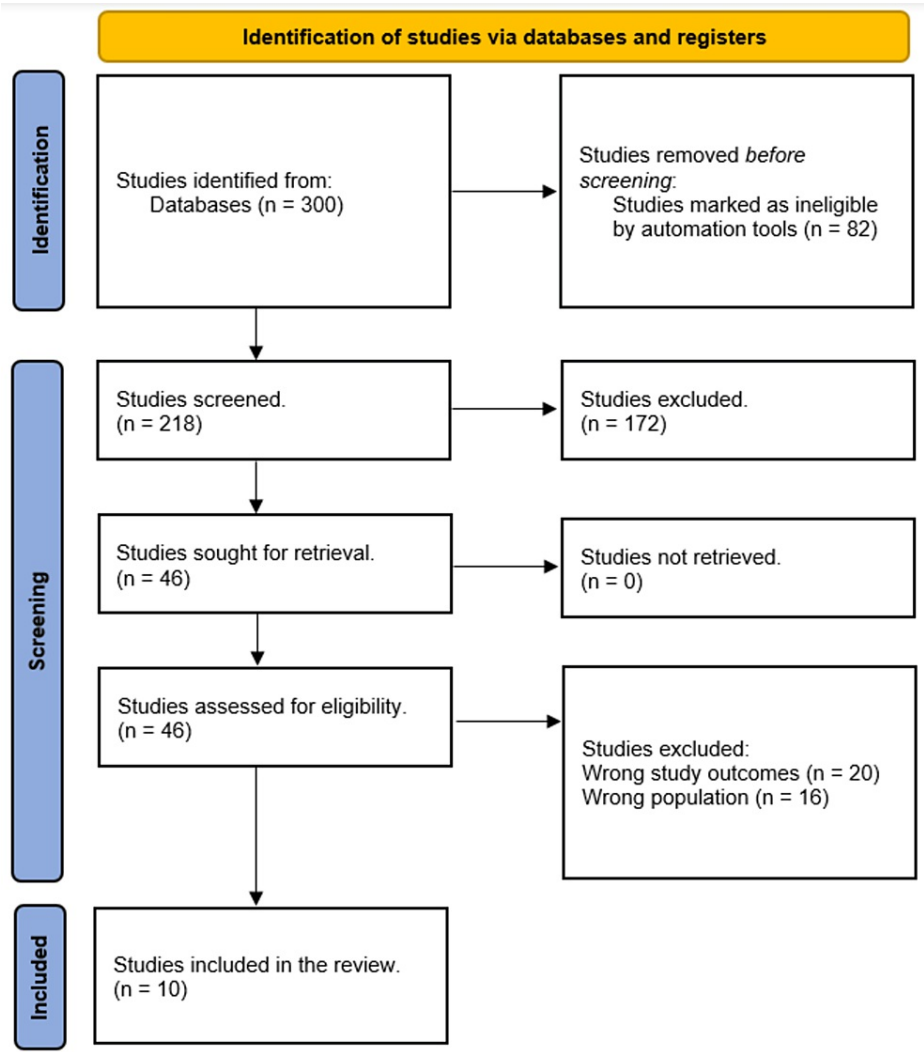 Identification of studies via databases and registers
Identification
Studies identified from:
Databases (n = 300)
Studies removed before
screening:
Studies marked as ineligible
by automation tools (n = 82)
Screening
Studies screened.
(n = 218)
Studies excluded.
(n = 172)
Studies sought for retrieval.
(n = 46)
Studies not retrieved.
(n = 0)
Studies assessed for eligibility.
(n = 46)
Studies excluded:
Wrong study outcomes (n = 20)
Wrong population (n = 16)
Included
Studies included in the review.
(n = 10)